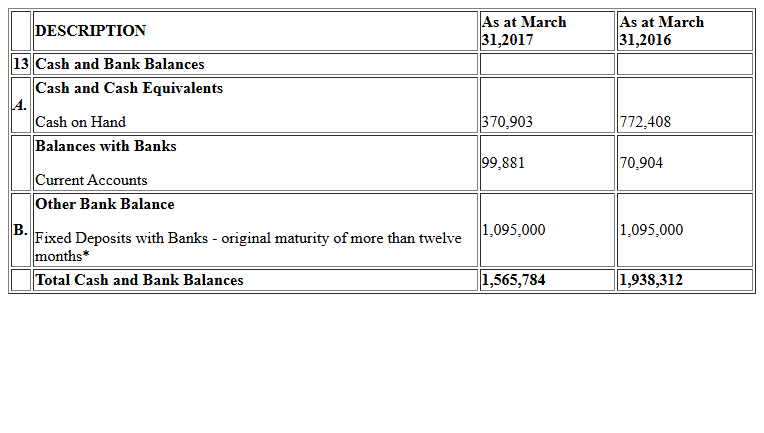 DESCRIPTION As at March 31,2017 As at March 31,2016
13 Cash and Bank Balances
A. Cash and Cash Equivalents
Cash on Hand 370,903 772,408
Balances with Banks
Current Accounts 99,881 70,904
B. Other Bank Balance
Fixed Deposits with Banks - original maturity of more than twelve
months* 1,095,000 1,095,000
Total Cash and Bank Balances 1,565,784 1,938,312